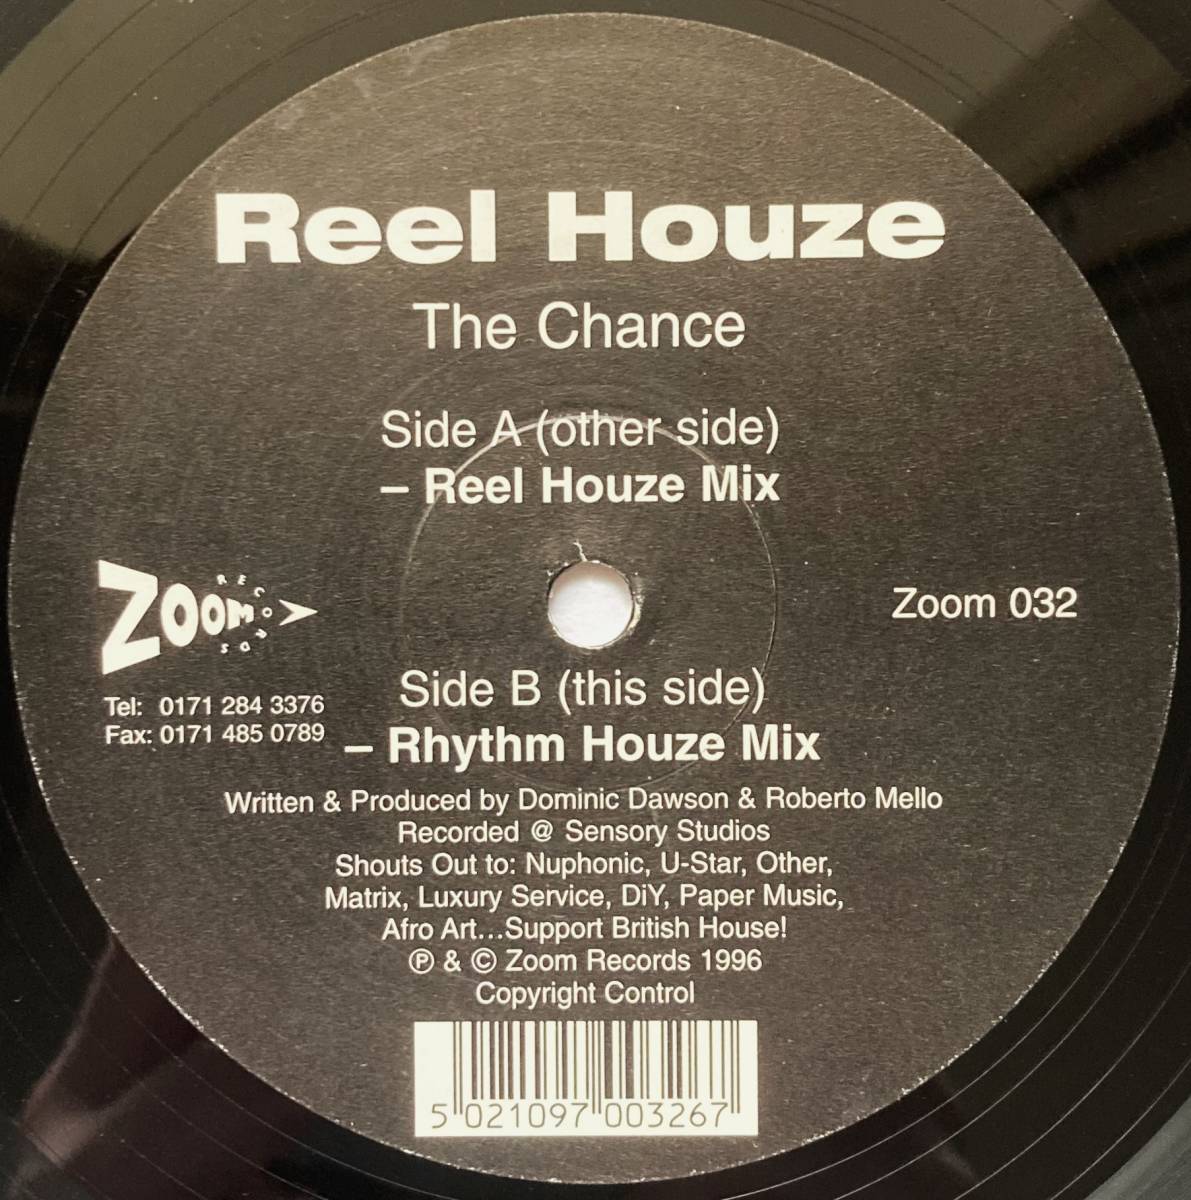 Reel Houze
The Chance
Side A (other side)
– Reel Houze Mix
ZOOM RECORDS
Zoom 032
Tel: 0171 284 3376
Fax: 0171 485 0789
Side B (this side)
– Rhythm Houze Mix
Written & Produced by Dominic Dawson & Roberto Mello
Recorded @ Sensory Studios
Shouts Out to: Nuphonic, U-Star, Other,
Matrix, Luxury Service, DiY, Paper Music,
Afro Art...Support British House!
℗ & © Zoom Records 1996
Copyright Control
5 021097 003267